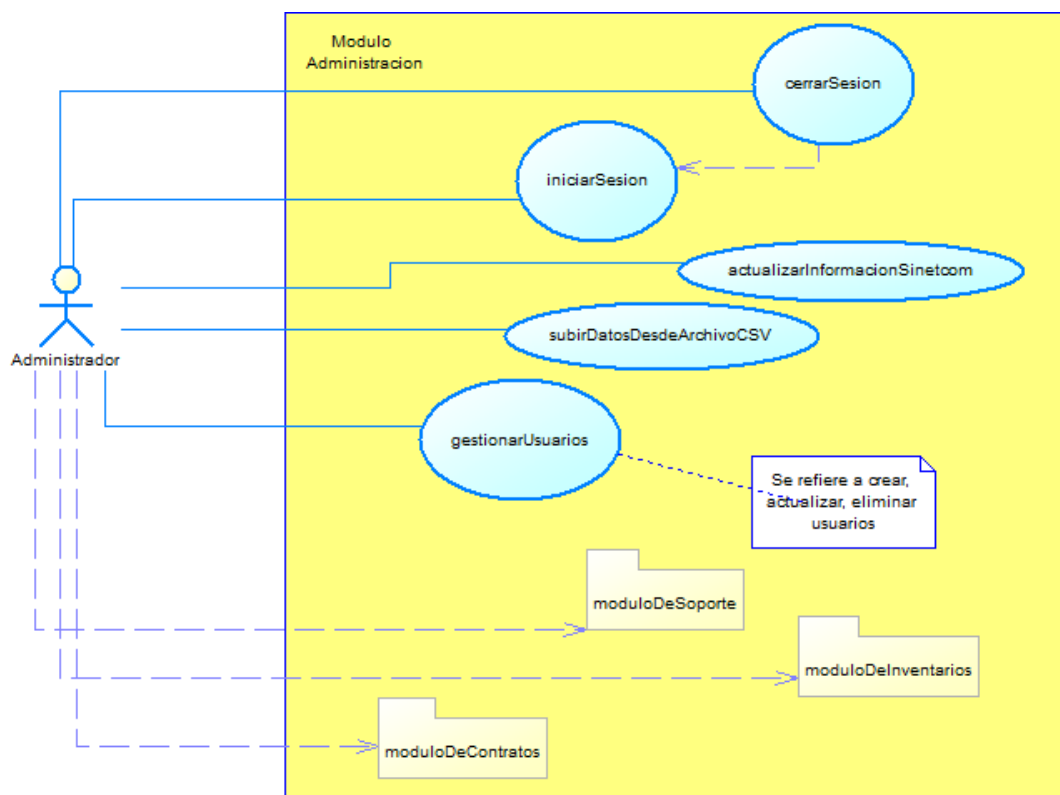 Modulo
Administracion
cerrarSesion
iniciarSesion
actualizarInformacionSinetcom
subirDatosDesdeArchivoCSV
Administrador
gestionarUsuarios
Se refiere a crear,
actualizar, eliminar
usuarios
moduloDeSoporte
moduloDeInventarios
moduloDeContratos